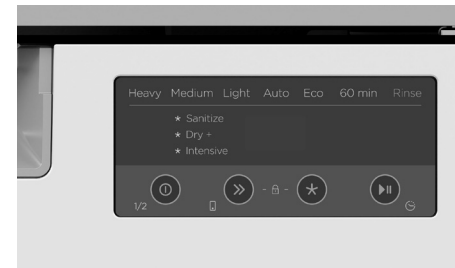 Heavy Medium Light Auto Eco 60 min Rinse
* Sanitize
* Dry +
* Intensive
1/2